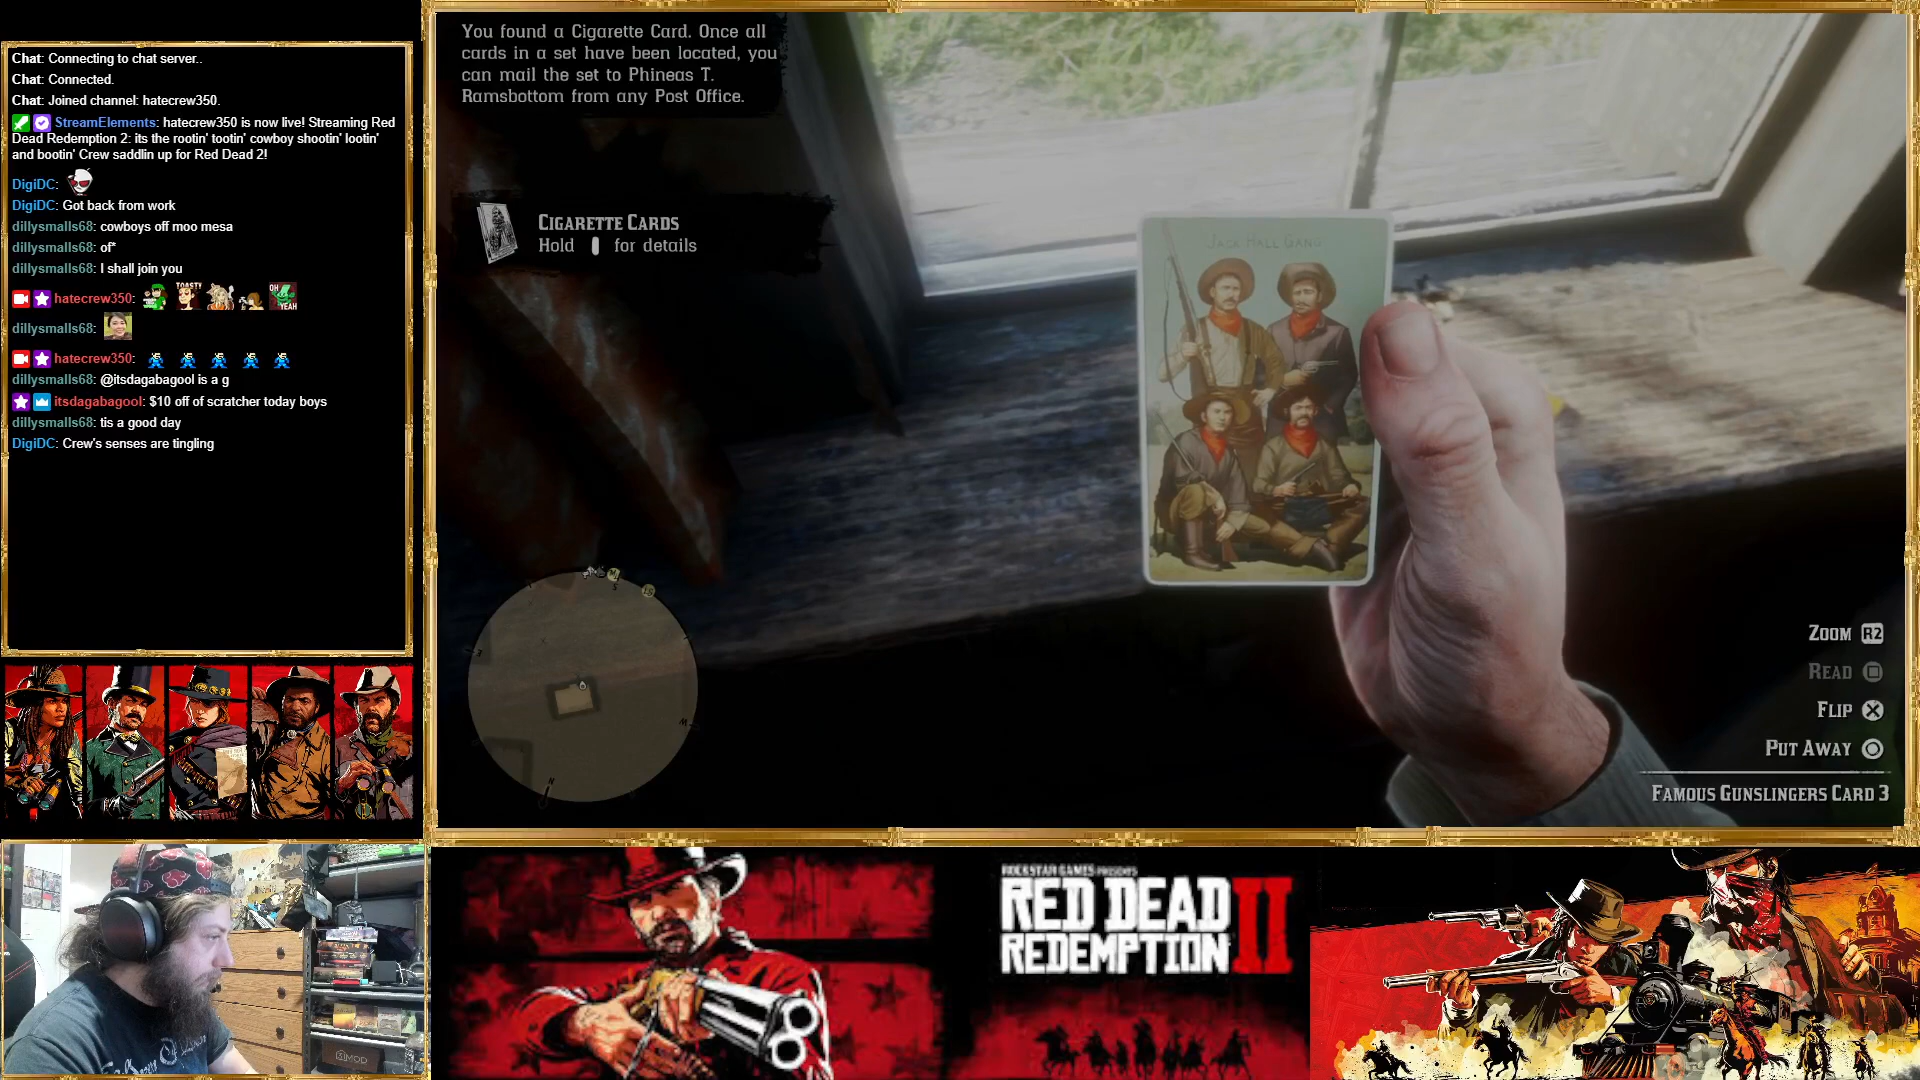 Chat: Connecting to chat server..
Chat: Connected.
Chat: Joined channel: hatecrew350.
StreamElements: hatecrew350 is now live! Streaming Red
Dead Redemption 2: its the rootin' tootin' cowboy shootin' lootin'
and bootin' Crew saddlin up for Red Dead 2!
DigiDC:
DigiDC: Got back from work
dillysmalls68: cowboys off moo mesa
dillysmalls68: of*
dillysmalls68: I shall join you
hatecrew350: TOASTY OH YEAH
dillysmalls68:
hatecrew350:
dillysmalls68: @itsdagabagool is a g
itsdagabagool: $10 off of scratcher today boys
dillysmalls68: tis a good day
DigiDC: Crew's senses are tingling
You found a Cigarette Card. Once all
cards in a set have been located, you
can mail the set to Phineas T.
Ramsbottom from any Post Office.
CIGARETTE CARDS
Hold for details
JACK HALL GANG
ZOOM R2
READ
FLIP
PUT AWAY
FAMOUS GUNSLINGERS CARD 3
ROCKSTAR GAMES PRESENTS
RED DEAD
REDEMPTION II